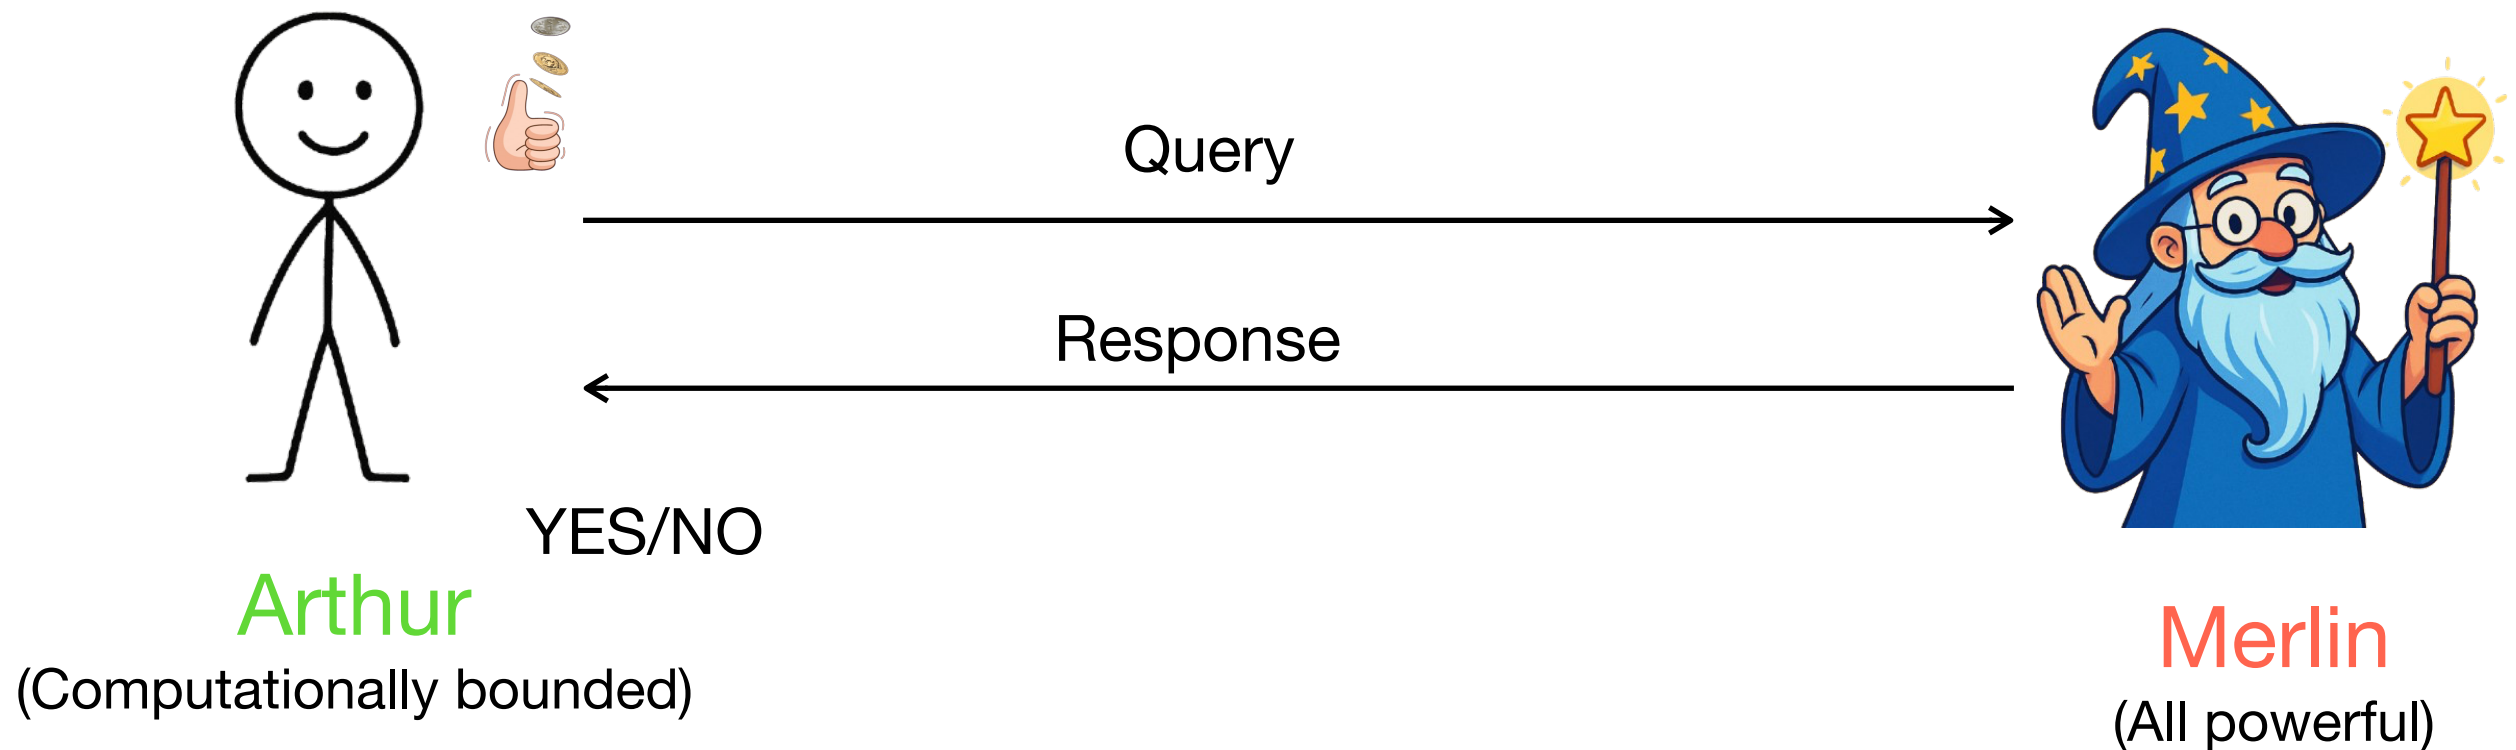 Query
Response
YES/NO
Arthur
(Computationally bounded)
Merlin
(All powerful)